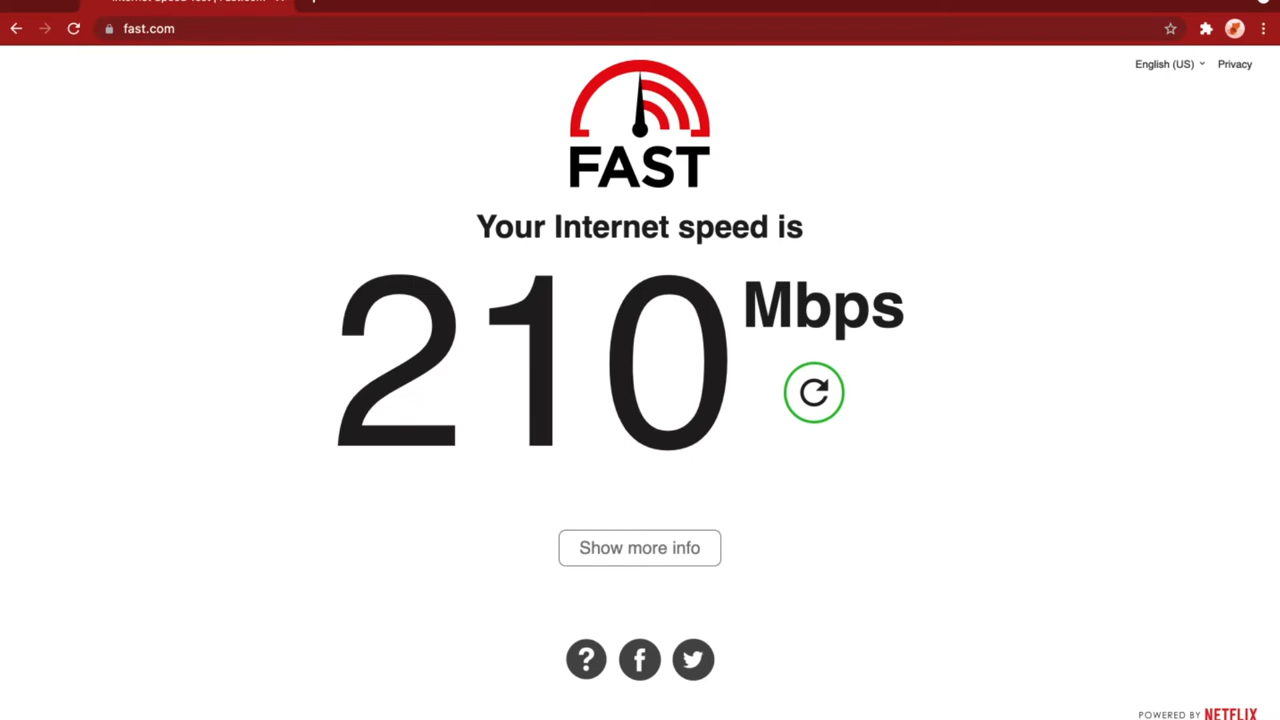 fast.com
English (US) Privacy
FAST
Your Internet speed is
210 Mbps
Show more info
?
POWERED BY NETFLIX